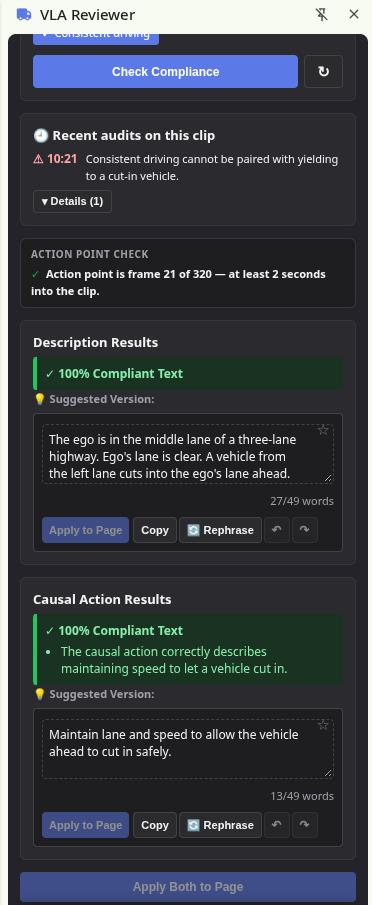 VLA Reviewer
✓ Consistent driving
Check Compliance ↻
🕘 Recent audits on this clip
⚠ 10:21 Consistent driving cannot be paired with yielding
to a cut-in vehicle.
▾ Details (1)
ACTION POINT CHECK
✓ Action point is frame 21 of 320 — at least 2 seconds
into the clip.
Description Results
✓ 100% Compliant Text
💡 Suggested Version:
The ego is in the middle lane of a three-lane
highway. Ego's lane is clear. A vehicle from
the left lane cuts into the ego's lane ahead.
27/49 words
Apply to Page Copy 🔄 Rephrase ↶ ↷
Causal Action Results
✓ 100% Compliant Text
• The causal action correctly describes
maintaining speed to let a vehicle cut in.
💡 Suggested Version:
Maintain lane and speed to allow the vehicle
ahead to cut in safely.
13/49 words
Apply to Page Copy 🔄 Rephrase ↶ ↷
Apply Both to Page